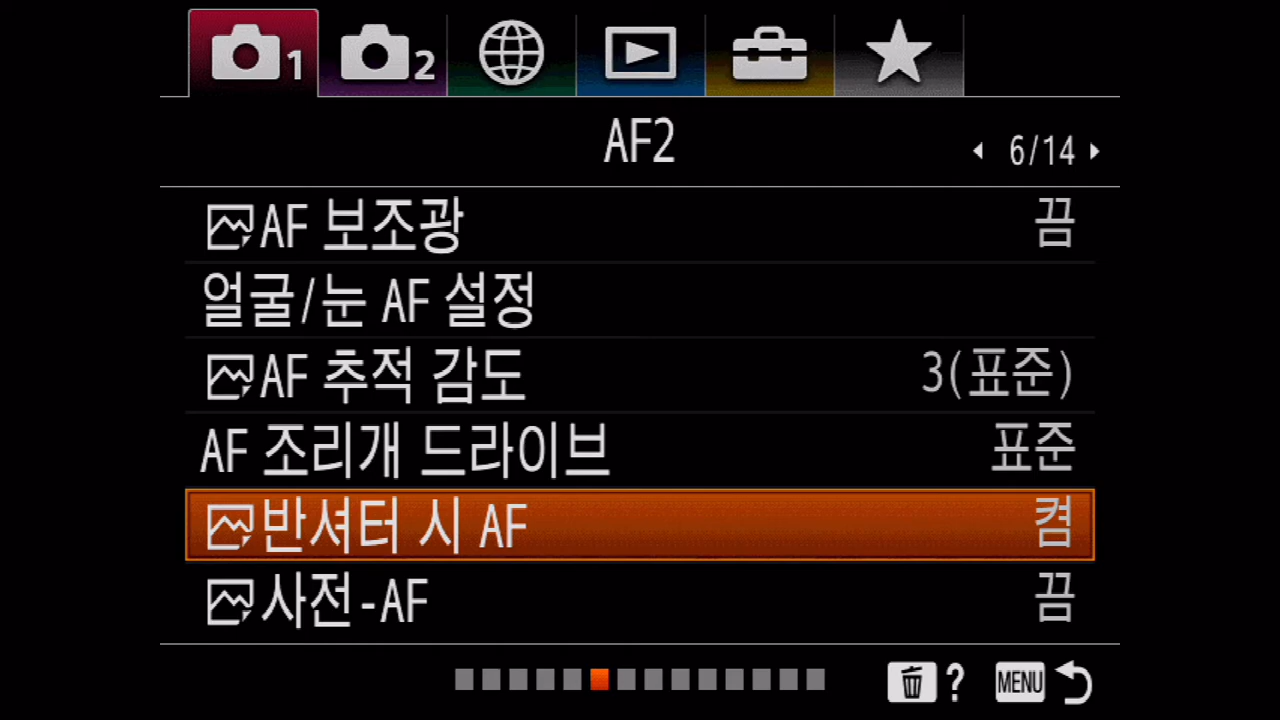 1 2
AF2
6/14
AF 보조광 끔
얼굴/눈 AF 설정
AF 추적 감도 3(표준)
AF 조리개 드라이브 표준
반셔터 시 AF 켬
사전-AF 끔
? MENU